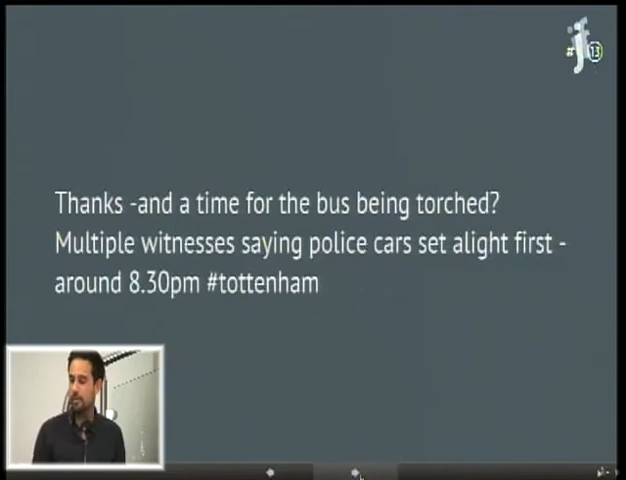 #jf13
Thanks -and a time for the bus being torched?
Multiple witnesses saying police cars set alight first -
around 8.30pm #tottenham